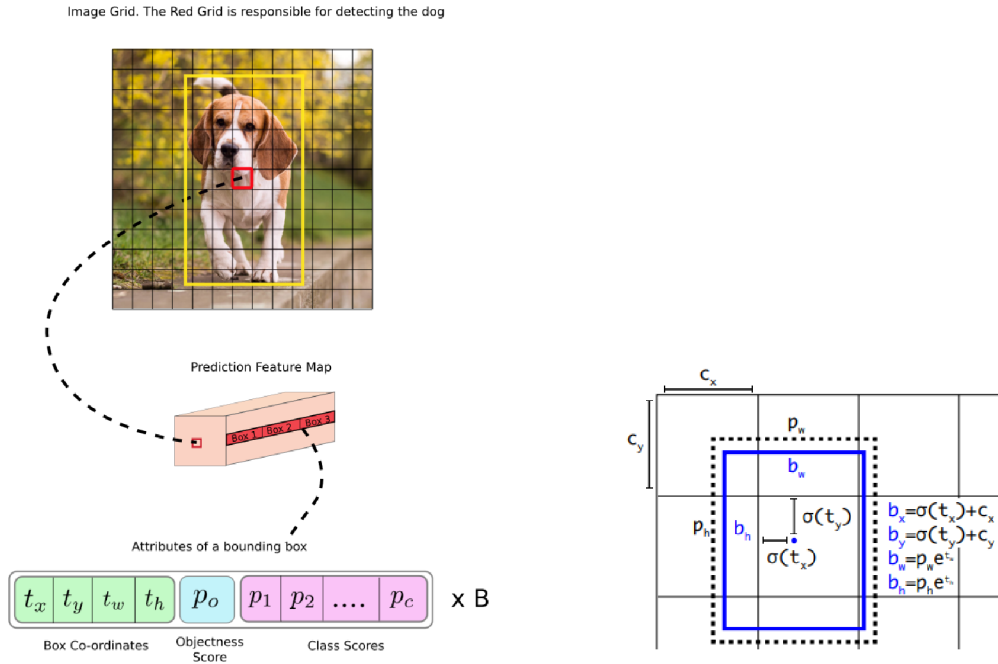 Image Grid. The Red Grid is responsible for detecting the dog
Prediction Feature Map
Box 1 Box 2 Box 3
Attributes of a bounding box
t_x t_y t_w t_h p_o p_1 p_2 .... p_c x B
Box Co-ordinates
Objectness
Score
Class Scores
c_x
c_y
p_w
b_w
p_h
b_h
σ(t_y)
σ(t_x)
b_x=σ(t_x)+c_x
b_y=σ(t_y)+c_y
b_w=p_w e^{t_w}
b_h=p_h e^{t_h}